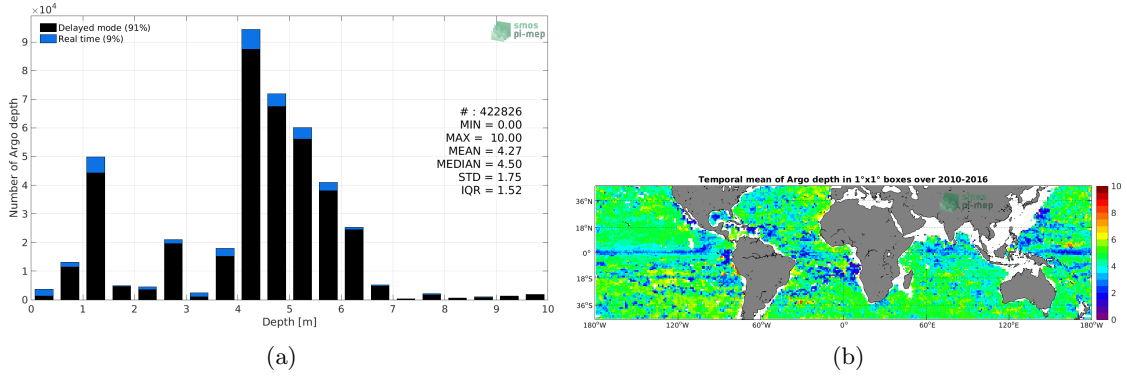 ×10⁴
Delayed mode (91%)
Real time (9%)
smos
pi-mep
9
8
7
6
5
4
3
2
1
0
Number of Argo depth
# : 422826
MIN = 0.00
MAX = 10.00
MEAN = 4.27
MEDIAN = 4.50
STD = 1.75
IQR = 1.52
0 1 2 3 4 5 6 7 8 9 10
Depth [m]
(a)
Temporal mean of Argo depth in 1°x1° boxes over 2010-2016
smos
pi-mep
36°N
18°N
0°
18°S
36°S
180°W 120°W 60°W 0° 60°E 120°E 180°W
10
8
6
4
2
0
(b)